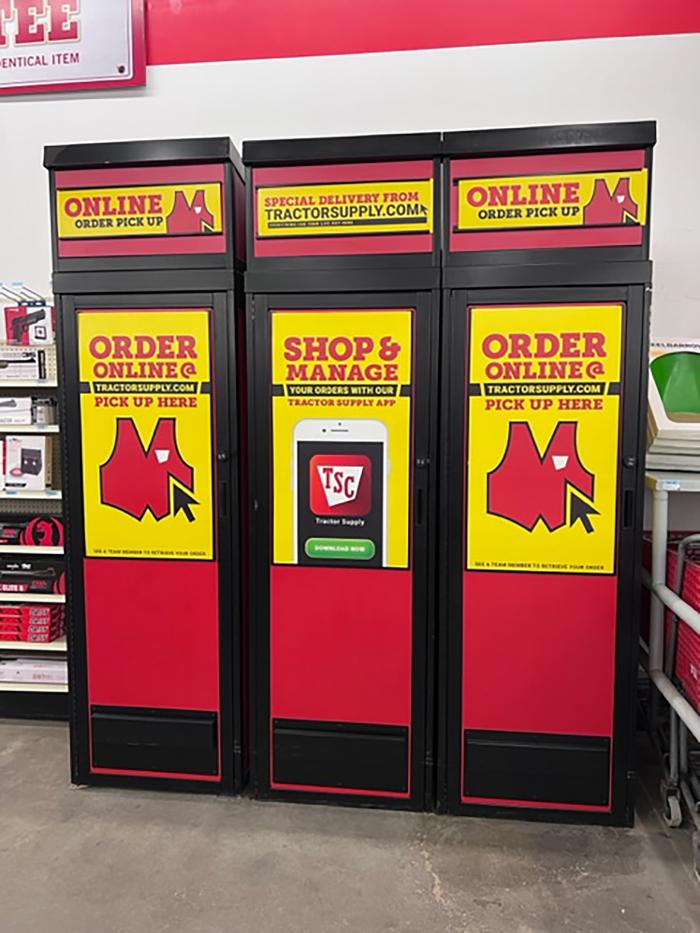 TEE
DENTICAL ITEM
ONLINE
ORDER PICK UP
SPECIAL DELIVERY FROM
TRACTORSUPPLY.COM
ONLINE
ORDER PICK UP
ORDER
ONLINE @
TRACTORSUPPLY.COM
PICK UP HERE
SEE A TEAM MEMBER TO RETRIEVE YOUR ORDER
SHOP &
MANAGE
YOUR ORDERS WITH OUR
TRACTOR SUPPLY APP
TSC
Tractor Supply
DOWNLOAD NOW
ORDER
ONLINE @
TRACTORSUPPLY.COM
PICK UP HERE
SEE A TEAM MEMBER TO RETRIEVE YOUR ORDER